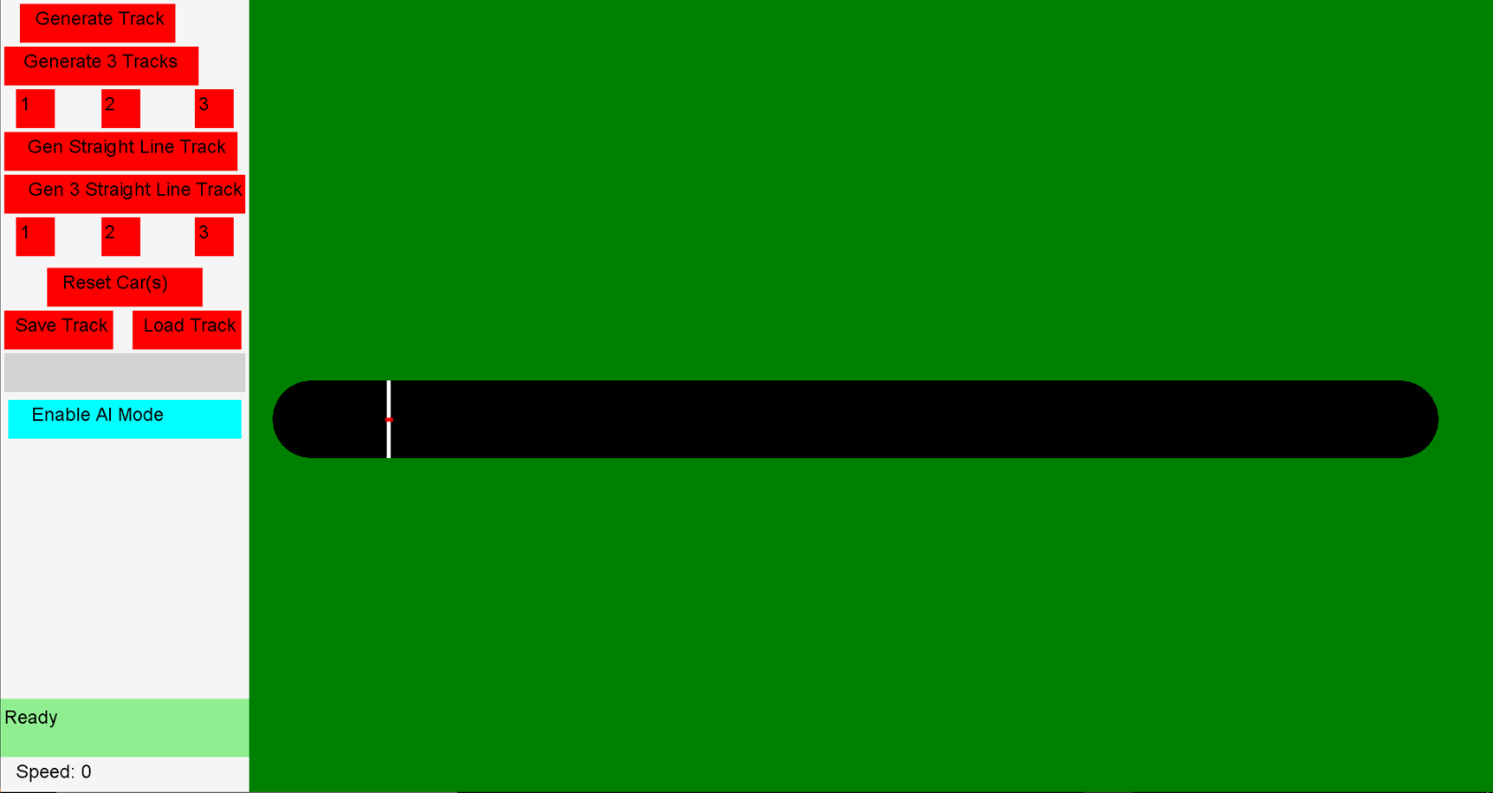 Generate Track
Generate 3 Tracks
1 2 3
Gen Straight Line Track
Gen 3 Straight Line Track
1 2 3
Reset Car(s)
Save Track Load Track
Enable AI Mode
Ready
Speed: 0